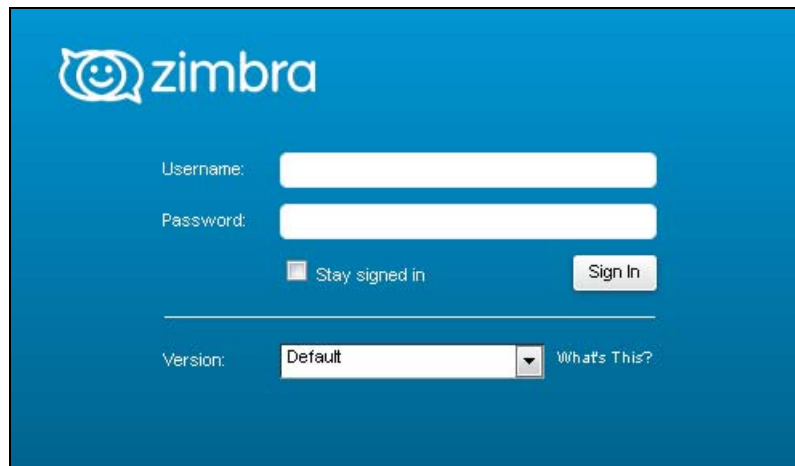 zimbra
Username:
Password:
Stay signed in
Sign In
Version:
Default
What's This?